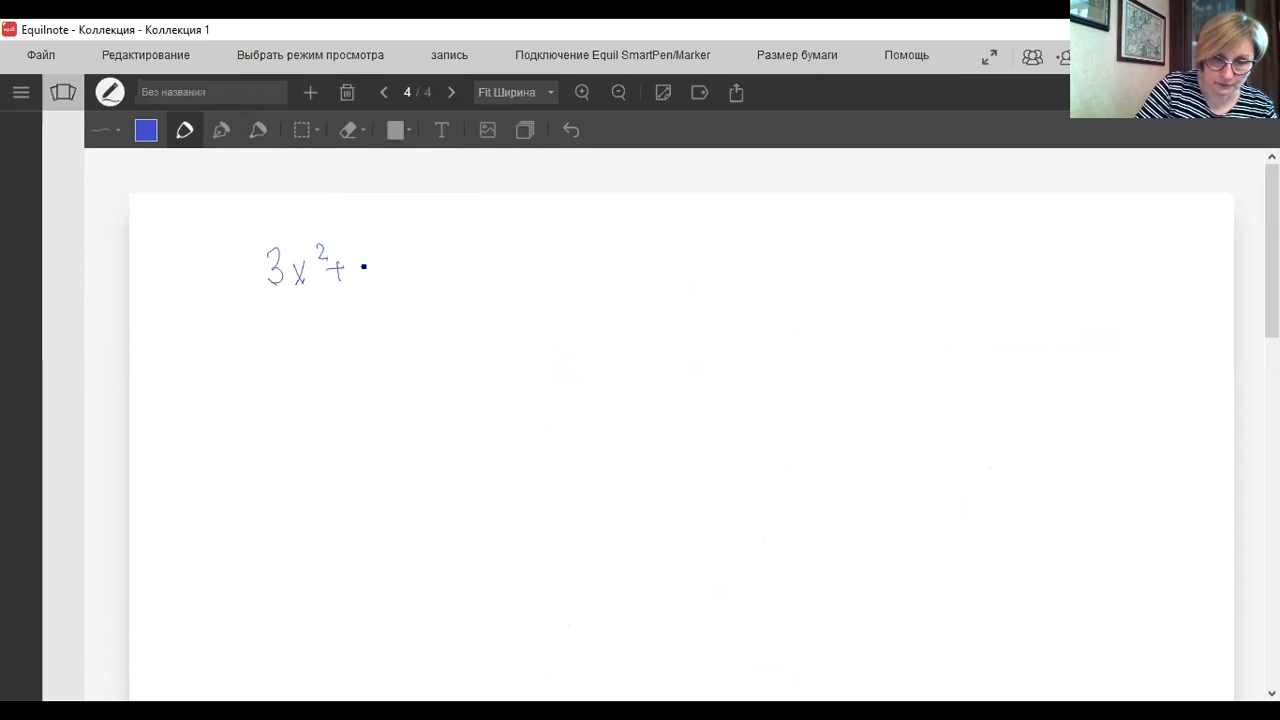 Equilnote - Коллекция - Коллекция 1
Файл Редактирование Выбрать режим просмотра запись Подключение Equil SmartPen/Marker Размер бумаги Помощь
Без названия 4 / 4 Fit Ширина
3x²+